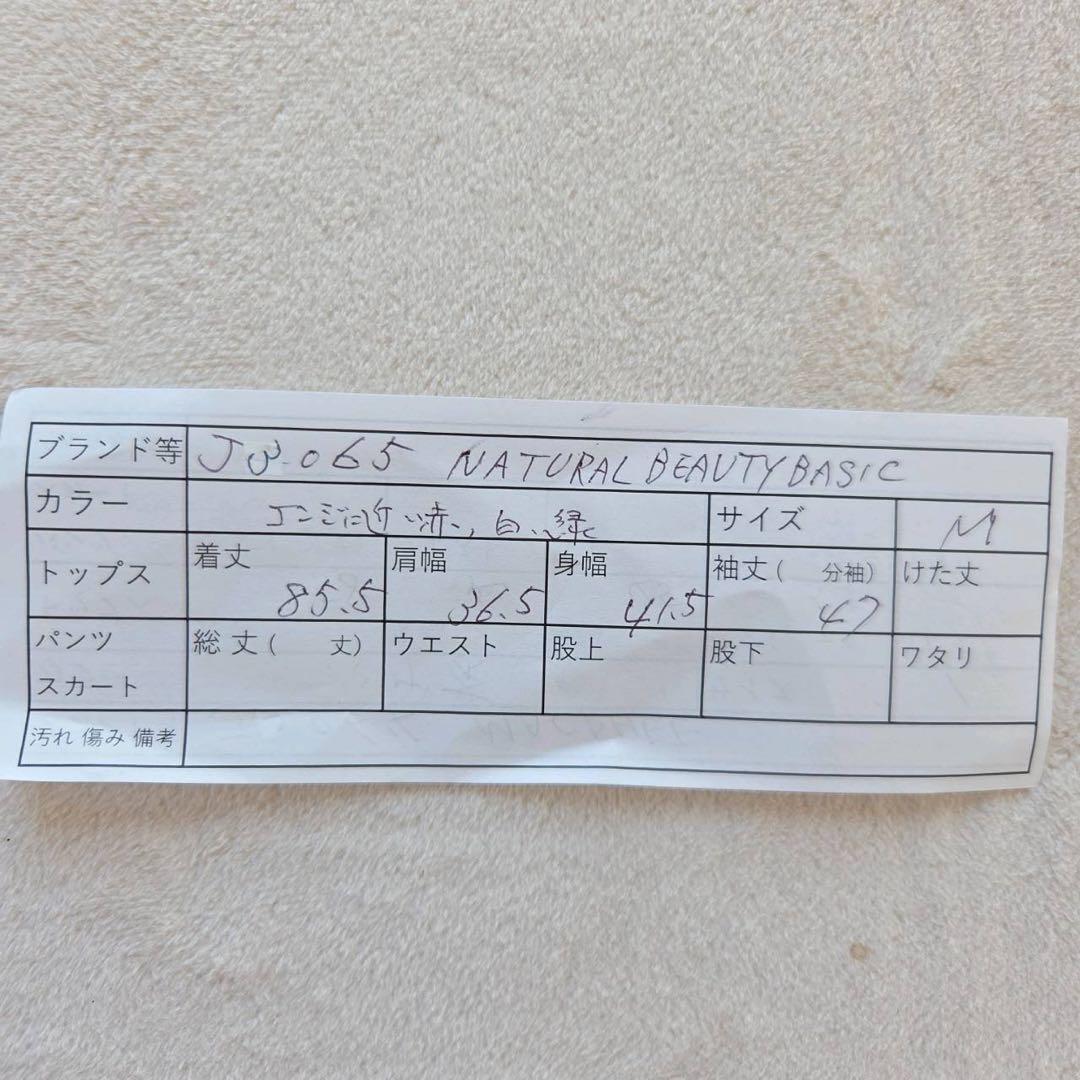 ブランド等 J3-065 NATURAL BEAUTY BASIC
カラー エンジに近い赤、白、緑 サイズ M
トップス 着丈 85.5 肩幅 36.5 身幅 41.5 袖丈( 分袖) 47 けた丈
パンツ 総丈( 丈) ウエスト 股上 股下 ワタリ
スカート
汚れ 傷み 備考